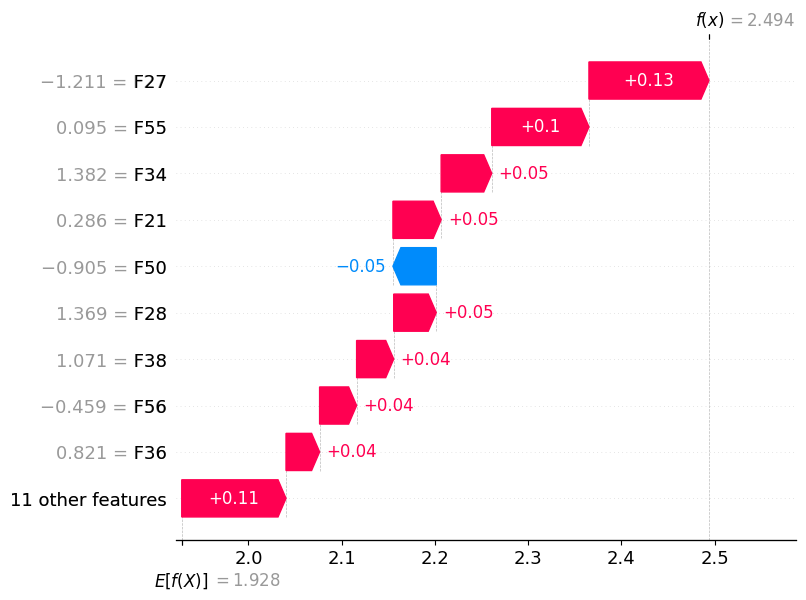 f(x) = 2.494
−1.211 = F27 +0.13
0.095 = F55 +0.1
1.382 = F34 +0.05
0.286 = F21 +0.05
−0.905 = F50 −0.05
1.369 = F28 +0.05
1.071 = F38 +0.04
−0.459 = F56 +0.04
0.821 = F36 +0.04
11 other features +0.11
2.0 2.1 2.2 2.3 2.4 2.5
E[f(X)] = 1.928